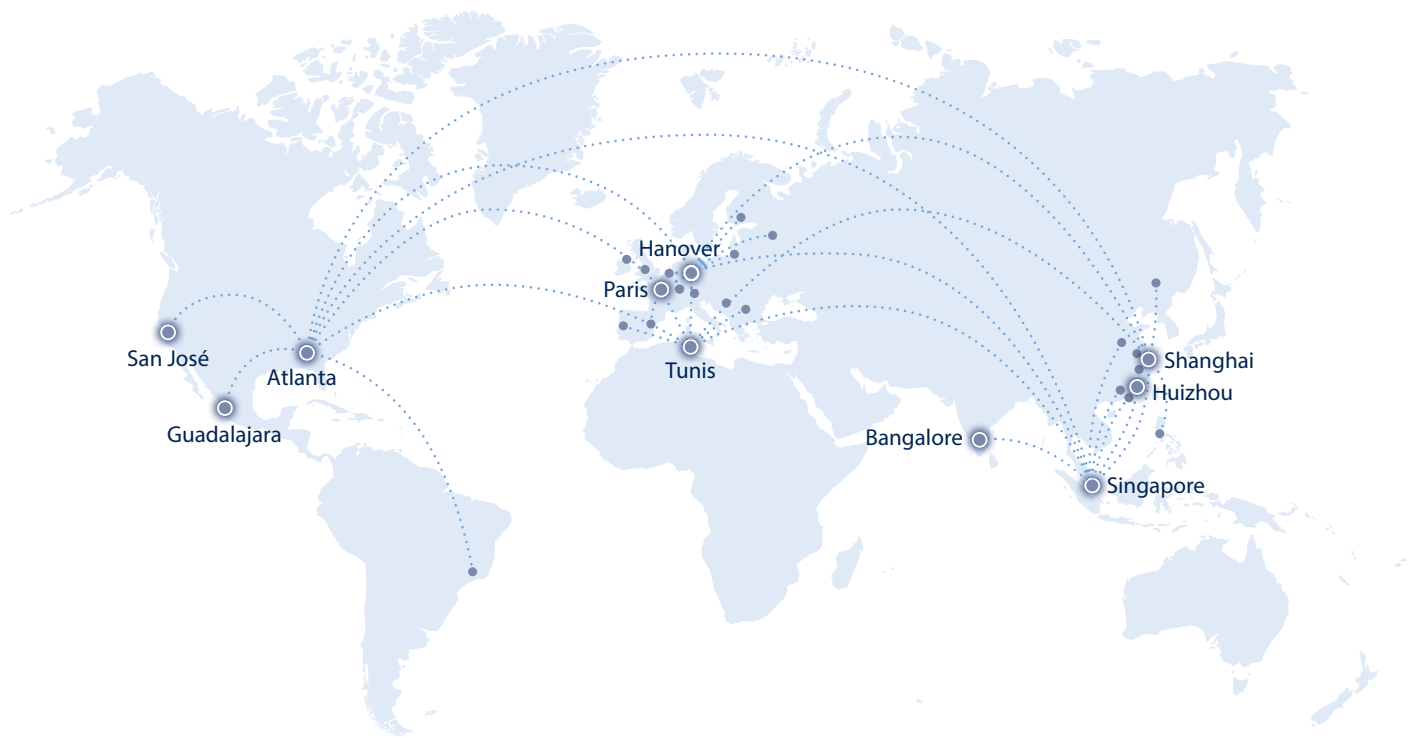 Hanover
Paris
San José
Shanghai
Tunis
Atlanta
Huizhou
Guadalajara
Bangalore
Singapore